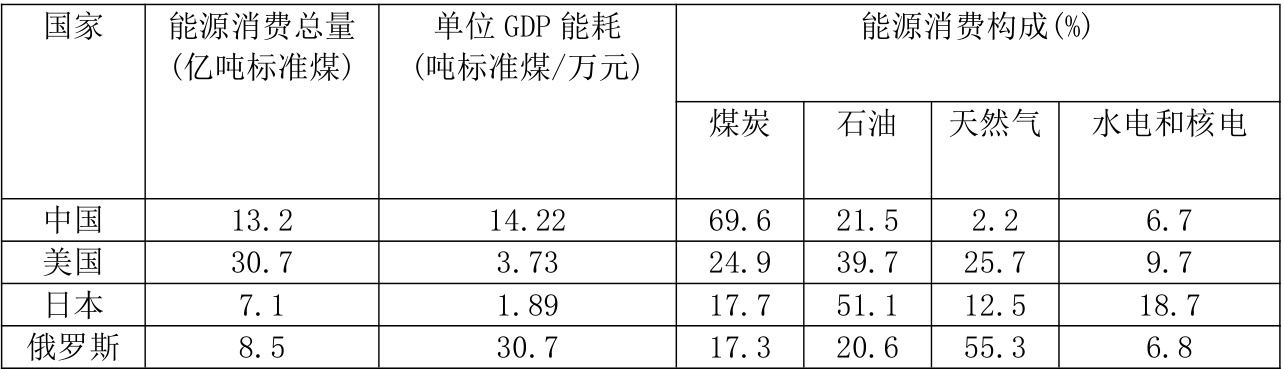 国家 能源消费总量 单位 GDP 能耗 能源消费构成(%)
(亿吨标准煤) (吨标准煤/万元)
煤炭 石油 天然气 水电和核电
中国 13.2 14.22 69.6 21.5 2.2 6.7
美国 30.7 3.73 24.9 39.7 25.7 9.7
日本 7.1 1.89 17.7 51.1 12.5 18.7
俄罗斯 8.5 30.7 17.3 20.6 55.3 6.8